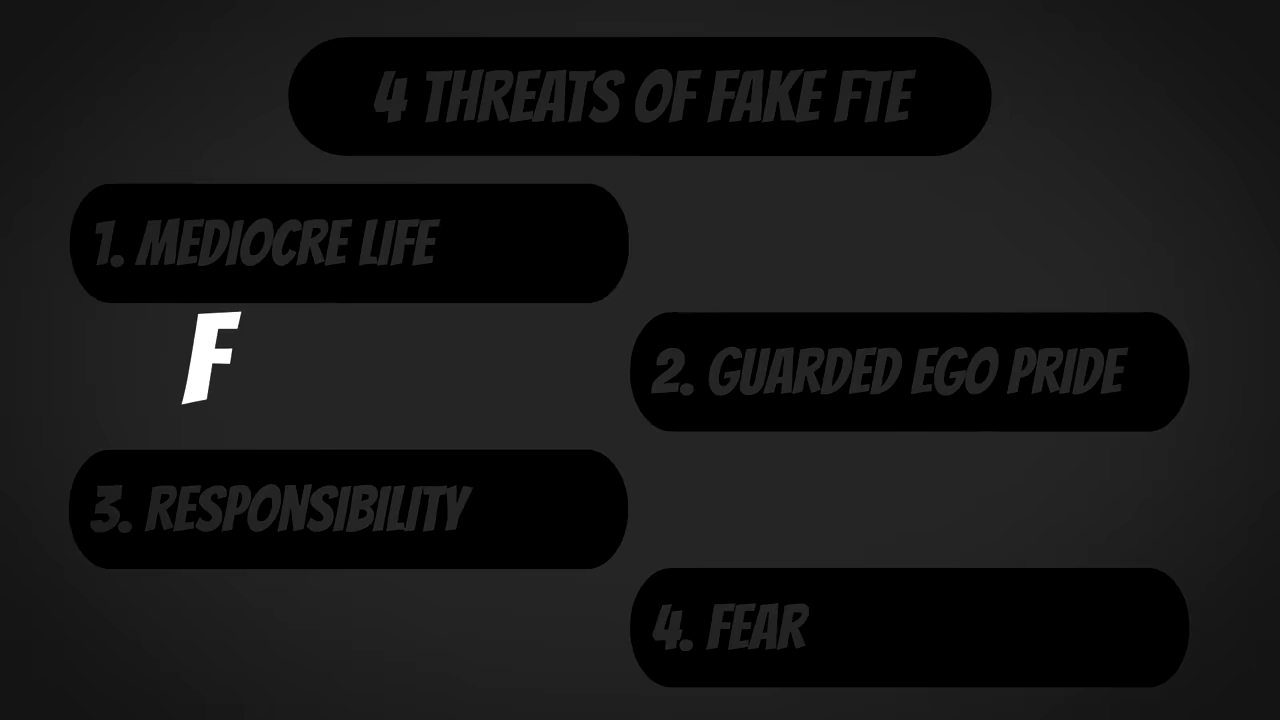 4 THREATS OF FAKE FTE
1. MEDIOCRE LIFE
F
2. GUARDED EGO PRIDE
3. RESPONSIBILITY
4. FEAR